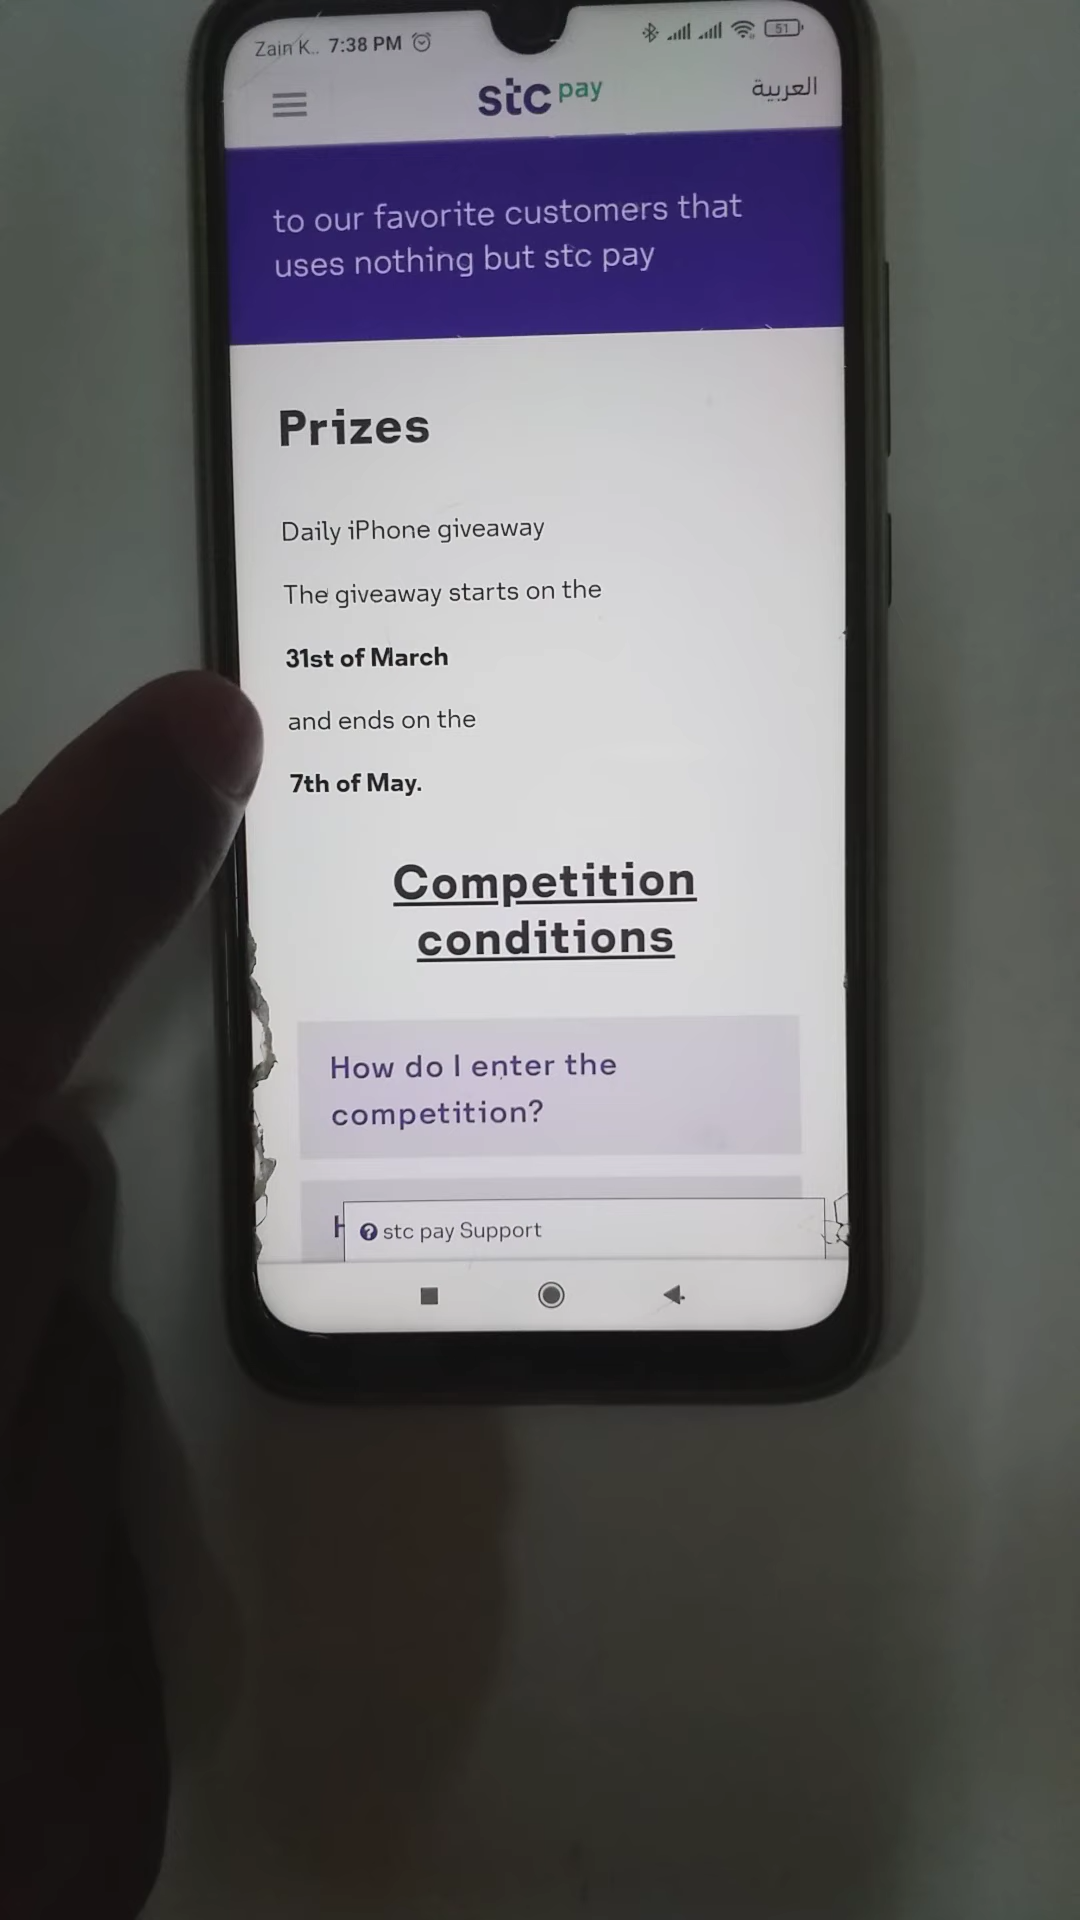 Zain K.. 7:38 PM
51
stc pay
العربية
to our favorite customers that
uses nothing but stc pay
Prizes
Daily iPhone giveaway
The giveaway starts on the
31st of March
and ends on the
7th of May.
Competition
conditions
How do I enter the
competition?
stc pay Support